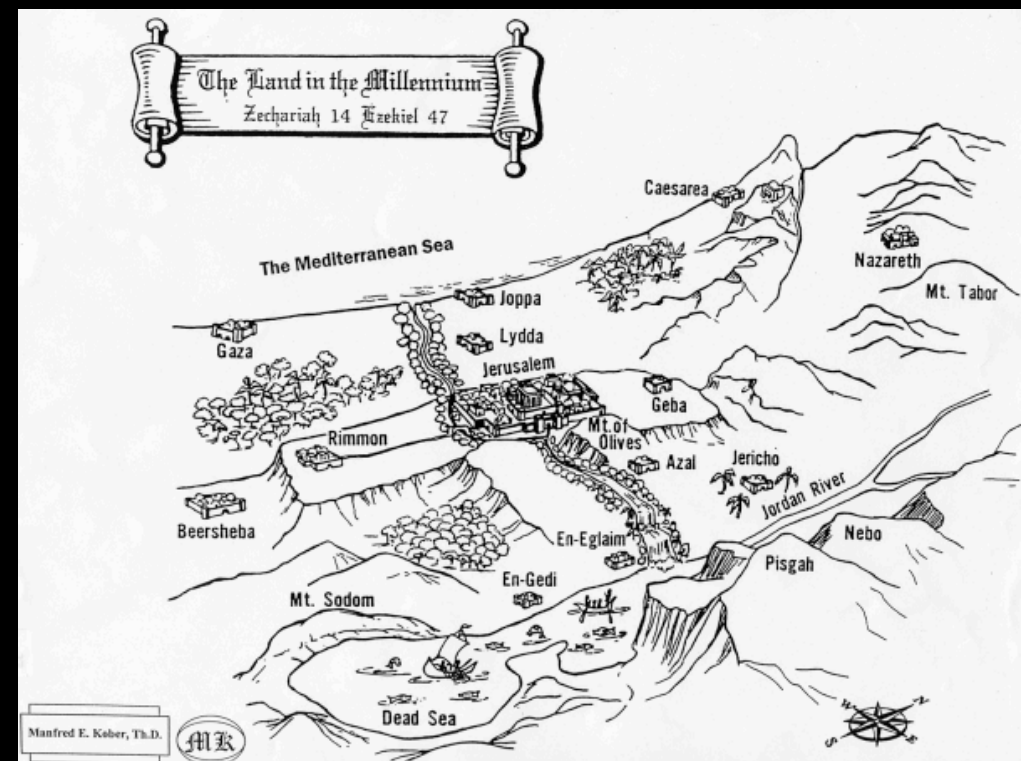 The Land in the Millennium
Zechariah 14 Ezekiel 47
Caesarea
Nazareth
Mt. Tabor
The Mediterranean Sea
Joppa
Gaza
Lydda
Jerusalem
Geba
Mt. of
Olives
Rimmon
Azal
Jericho
Jordan River
Beersheba
En-Eglaim
Nebo
Pisgah
En-Gedi
Mt. Sodom
Dead Sea
Manfred E. Kober, Th.D.
MK
W
N
S
E